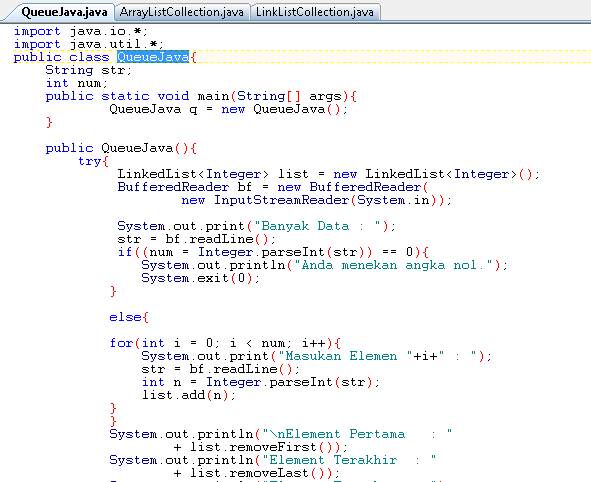 QueueJava.java ArrayListCollection.java LinkListCollection.java
import java.io.*;
import java.util.*;
public class QueueJava{
String str;
int num;
public static void main(String[] args){
QueueJava q = new QueueJava();
}
public QueueJava(){
try{
LinkedList<Integer> list = new LinkedList<Integer>();
BufferedReader bf = new BufferedReader(
new InputStreamReader(System.in));
System.out.print("Banyak Data : ");
str = bf.readLine();
if((num = Integer.parseInt(str)) == 0){
System.out.println("Anda menekan angka nol.");
System.exit(0);
}
else{
for(int i = 0; i < num; i++){
System.out.print("Masukan Elemen "+i+" : ");
str = bf.readLine();
int n = Integer.parseInt(str);
list.add(n);
}
}
System.out.println("\nElement Pertama   : "
+ list.removeFirst());
System.out.println("Element Terakhir  : "
+ list.removeLast());